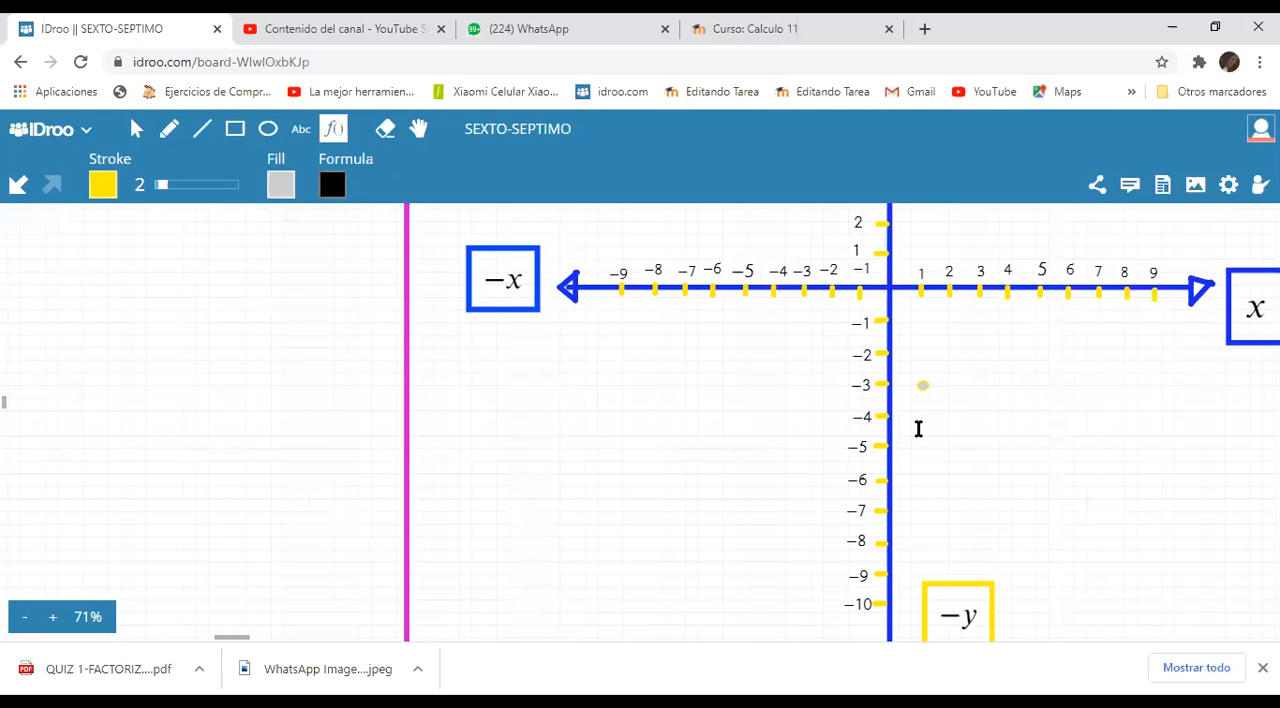 IDroo || SEXTO-SEPTIMO
Contenido del canal - YouTube S
99+
(224) WhatsApp
Curso: Calculo 11
idroo.com/board-WIwIOxbKJp
Aplicaciones
Ejercicios de Compr...
La mejor herramien...
Xiaomi Celular Xiao...
idroo.com
Editando Tarea
Editando Tarea
Gmail
YouTube
Maps
»
Otros marcadores
IDroo
Abc
f()
SEXTO-SEPTIMO
Stroke
Fill
Formula
2
2
1
−x
−9 −8 −7 −6 −5 −4 −3 −2 −1 1 2 3 4 5 6 7 8 9
x
−1
−2
−3
−4
−5
−6
−7
−8
−9
−10
−y
- + 71%
PDF
QUIZ 1-FACTORIZ....pdf
WhatsApp Image....jpeg
Mostrar todo